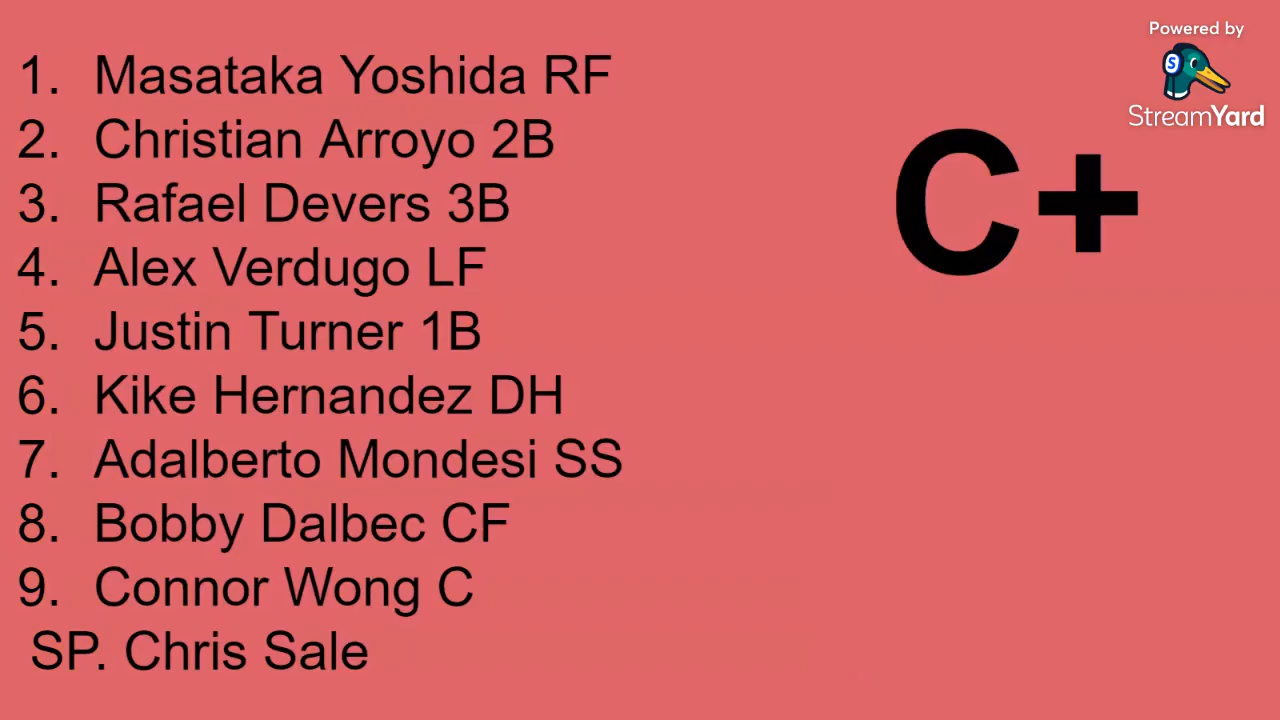 1. Masataka Yoshida RF
2. Christian Arroyo 2B
3. Rafael Devers 3B
4. Alex Verdugo LF
5. Justin Turner 1B
6. Kike Hernandez DH
7. Adalberto Mondesi SS
8. Bobby Dalbec CF
9. Connor Wong C
SP. Chris Sale
C+
Powered by
S
StreamYard